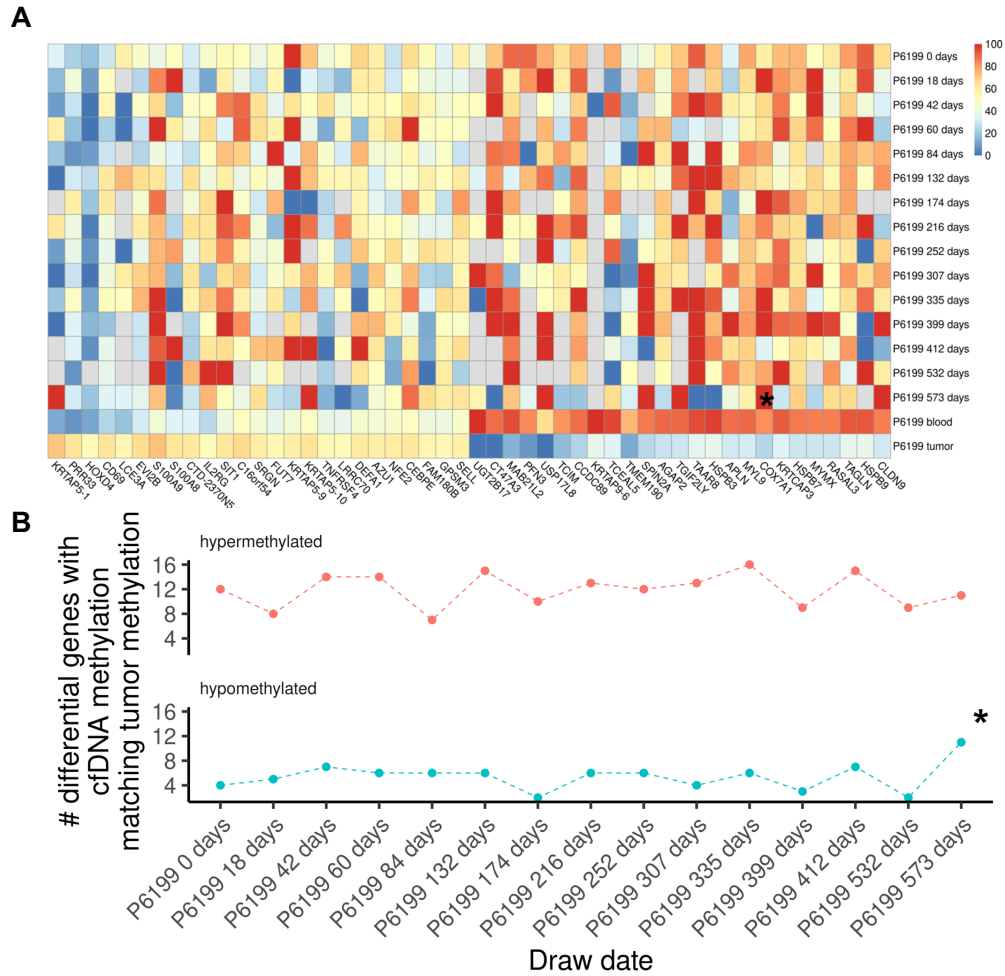 A
100
80
60
40
20
0
P6199 0 days
P6199 18 days
P6199 42 days
P6199 60 days
P6199 84 days
P6199 132 days
P6199 174 days
P6199 216 days
P6199 252 days
P6199 307 days
P6199 335 days
P6199 399 days
P6199 412 days
P6199 532 days
P6199 573 days
*
P6199 blood
P6199 tumor
KRTAP5-1
PRR33
HOXD4
CD69
LCE3A
EVI2B
S100A9
S100A8
CTD-2370N5.
IL2RG
SIT1
C16orf54
SRGN
FUT7
KRTAP5-9
KRTAP5-10
TNFRSF4
LRRC70
DEFA1
AZU1
NFE2
CEBPE
FAM180B
GPSM3
SELL
UGT2B17
CT47A3
MAB21L2
PFN3
USP17L8
TCIM
CCDC89
KRTAP9-6
TCEAL5
TMEM190
SPIN2A
AGAP2
TGIF2LY
TAAR8
HSPB3
APLN
MYL9
COX7A1
KRTCAP3
HSPB7
MYMX
RASAL3
TAGLN
HSPB9
CLDN9
B
# differential genes with
cfDNA methylation
matching tumor methylation
hypermethylated
16
12
8
4
hypomethylated
*
16
12
8
4
P6199 0 days
P6199 18 days
P6199 42 days
P6199 60 days
P6199 84 days
P6199 132 days
P6199 174 days
P6199 216 days
P6199 252 days
P6199 307 days
P6199 335 days
P6199 399 days
P6199 412 days
P6199 532 days
P6199 573 days
Draw date